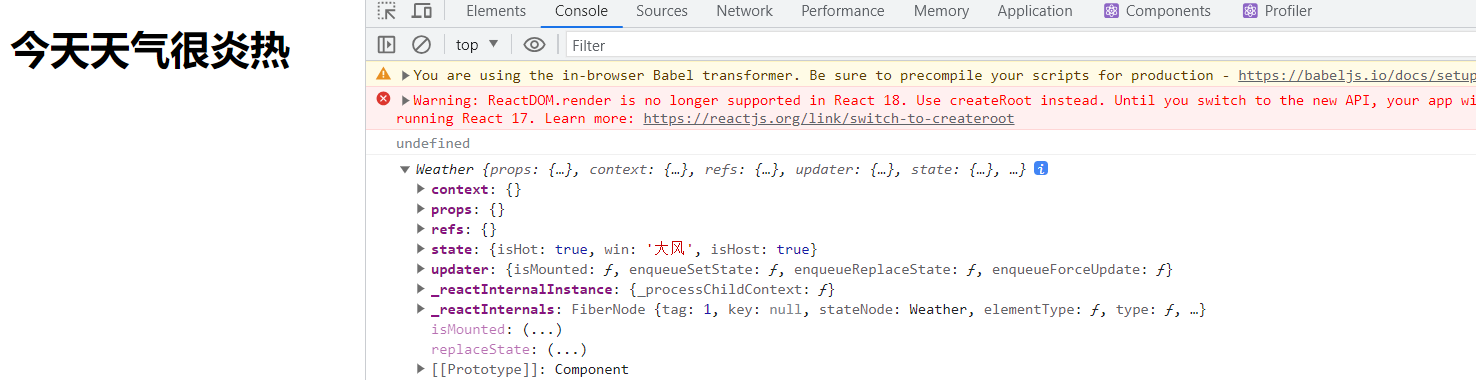 今天天气很炎热
Elements Console Sources Network Performance Memory Application Components Profiler
top Filter
You are using the in-browser Babel transformer. Be sure to precompile your scripts for production - https://babeljs.io/docs/setup
Warning: ReactDOM.render is no longer supported in React 18. Use createRoot instead. Until you switch to the new API, your app wi
running React 17. Learn more: https://reactjs.org/link/switch-to-createroot
undefined
Weather {props: {…}, context: {…}, refs: {…}, updater: {…}, state: {…}, …} i
context: {}
props: {}
refs: {}
state: {isHot: true, win: '大风', isHost: true}
updater: {isMounted: ƒ, enqueueSetState: ƒ, enqueueReplaceState: ƒ, enqueueForceUpdate: ƒ}
_reactInternalInstance: {_processChildContext: ƒ}
_reactInternals: FiberNode {tag: 1, key: null, stateNode: Weather, elementType: ƒ, type: ƒ, …}
isMounted: (...)
replaceState: (...)
[[Prototype]]: Component